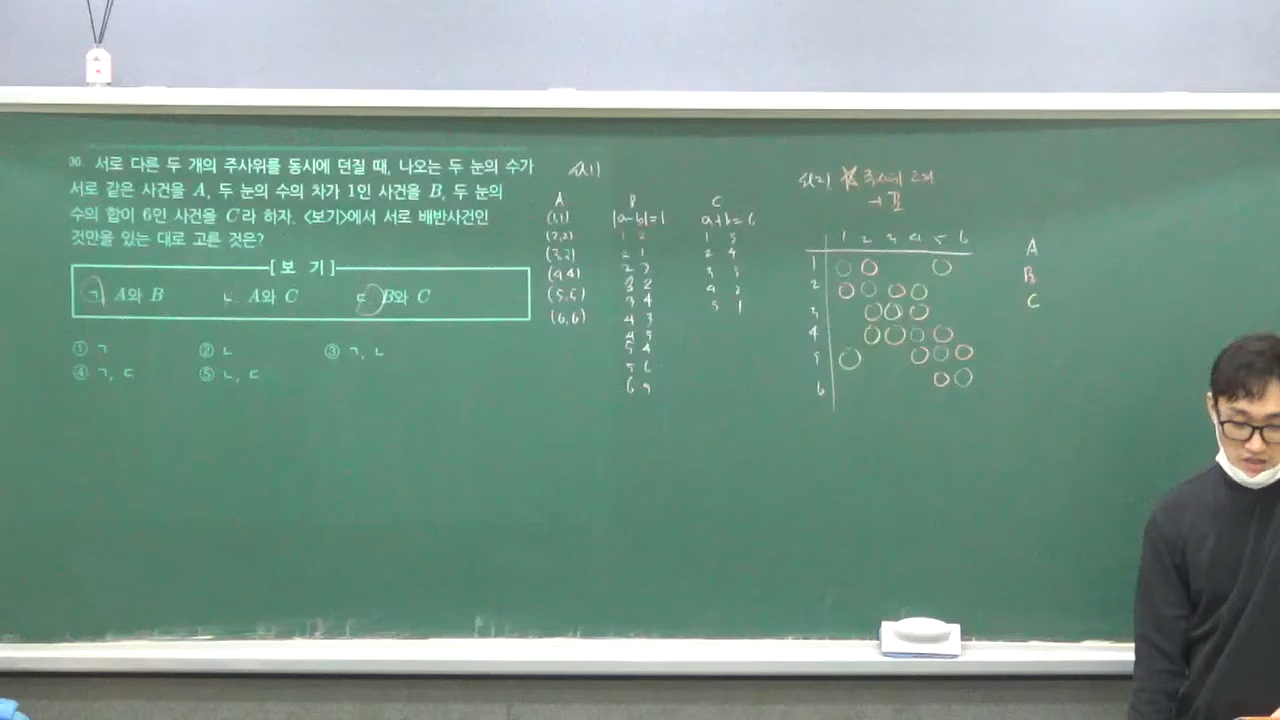 30. 서로 다른 두 개의 주사위를 동시에 던질 때, 나오는 두 눈의 수가
서로 같은 사건을 A, 두 눈의 수의 차가 1인 사건을 B, 두 눈의
수의 합이 6인 사건을 C라 하자. <보기>에서 서로 배반사건인
것만을 있는 대로 고른 것은?
[보 기]
ㄱ. A와 B ㄴ. A와 C ㄷ. B와 C
① ㄱ ② ㄴ ③ ㄱ, ㄴ
④ ㄱ, ㄷ ⑤ ㄴ, ㄷ
A
(1,1)
(2,2)
(3,3)
(4,4)
(5,5)
(6,6)
B
|a-b|=1
1 2
2 1
2 3
3 2
3 4
4 3
4 5
5 4
5 6
6 5
C
a+b=6
1 5
2 4
3 3
4 2
5 1
1 2 3 4 5 6
1
2
3
4
5
6
A
B
C